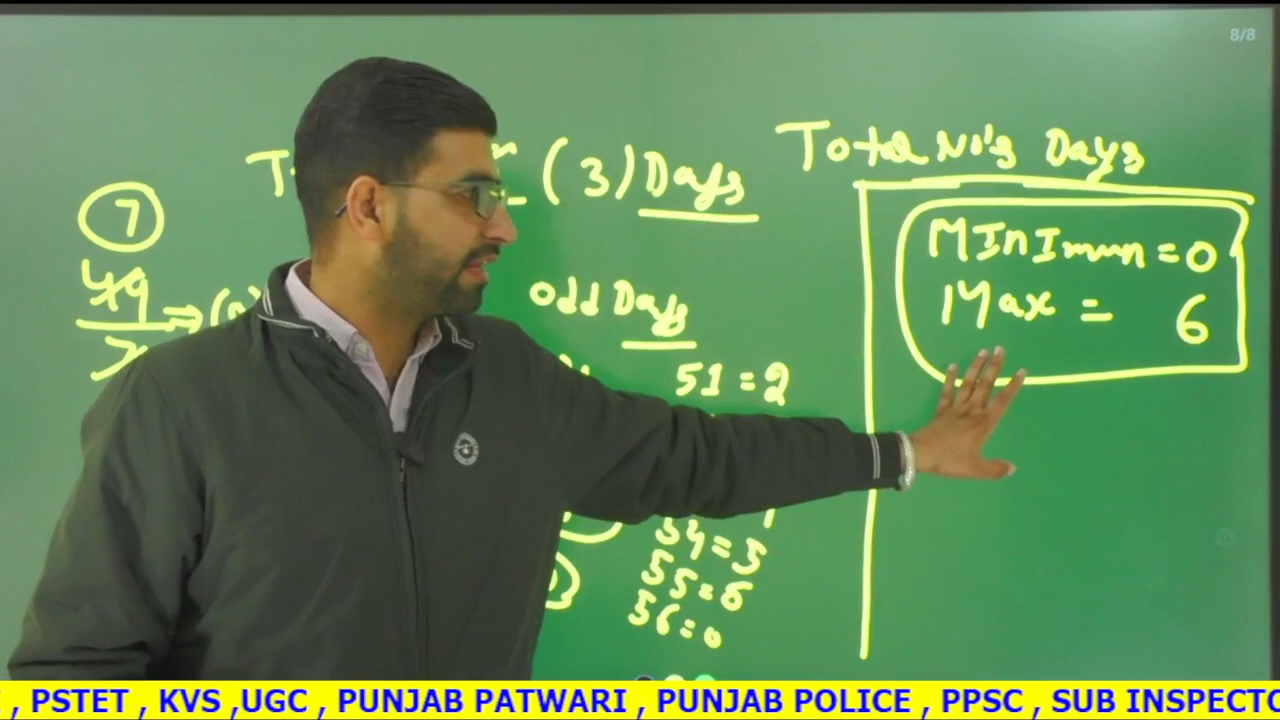 8/8
Total No's Days
(3) Days
7
49
MInImum = 0
Max = 6
odd Days
51 = 2
54 = 5
55 = 6
56 = 0
, PSTET , KVS ,UGC , PUNJAB PATWARI , PUNJAB POLICE , PPSC , SUB INSPECTO